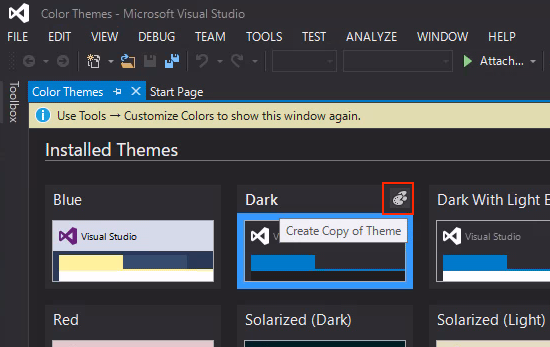 Color Themes - Microsoft Visual Studio
FILE EDIT VIEW DEBUG TEAM TOOLS TEST ANALYZE WINDOW HELP
Attach...
Toolbox
Color Themes Start Page
Use Tools → Customize Colors to show this window again.
Installed Themes
Blue Dark Dark With Light
Visual Studio Visual Studio
Create Copy of Theme
Red Solarized (Dark) Solarized (Light)